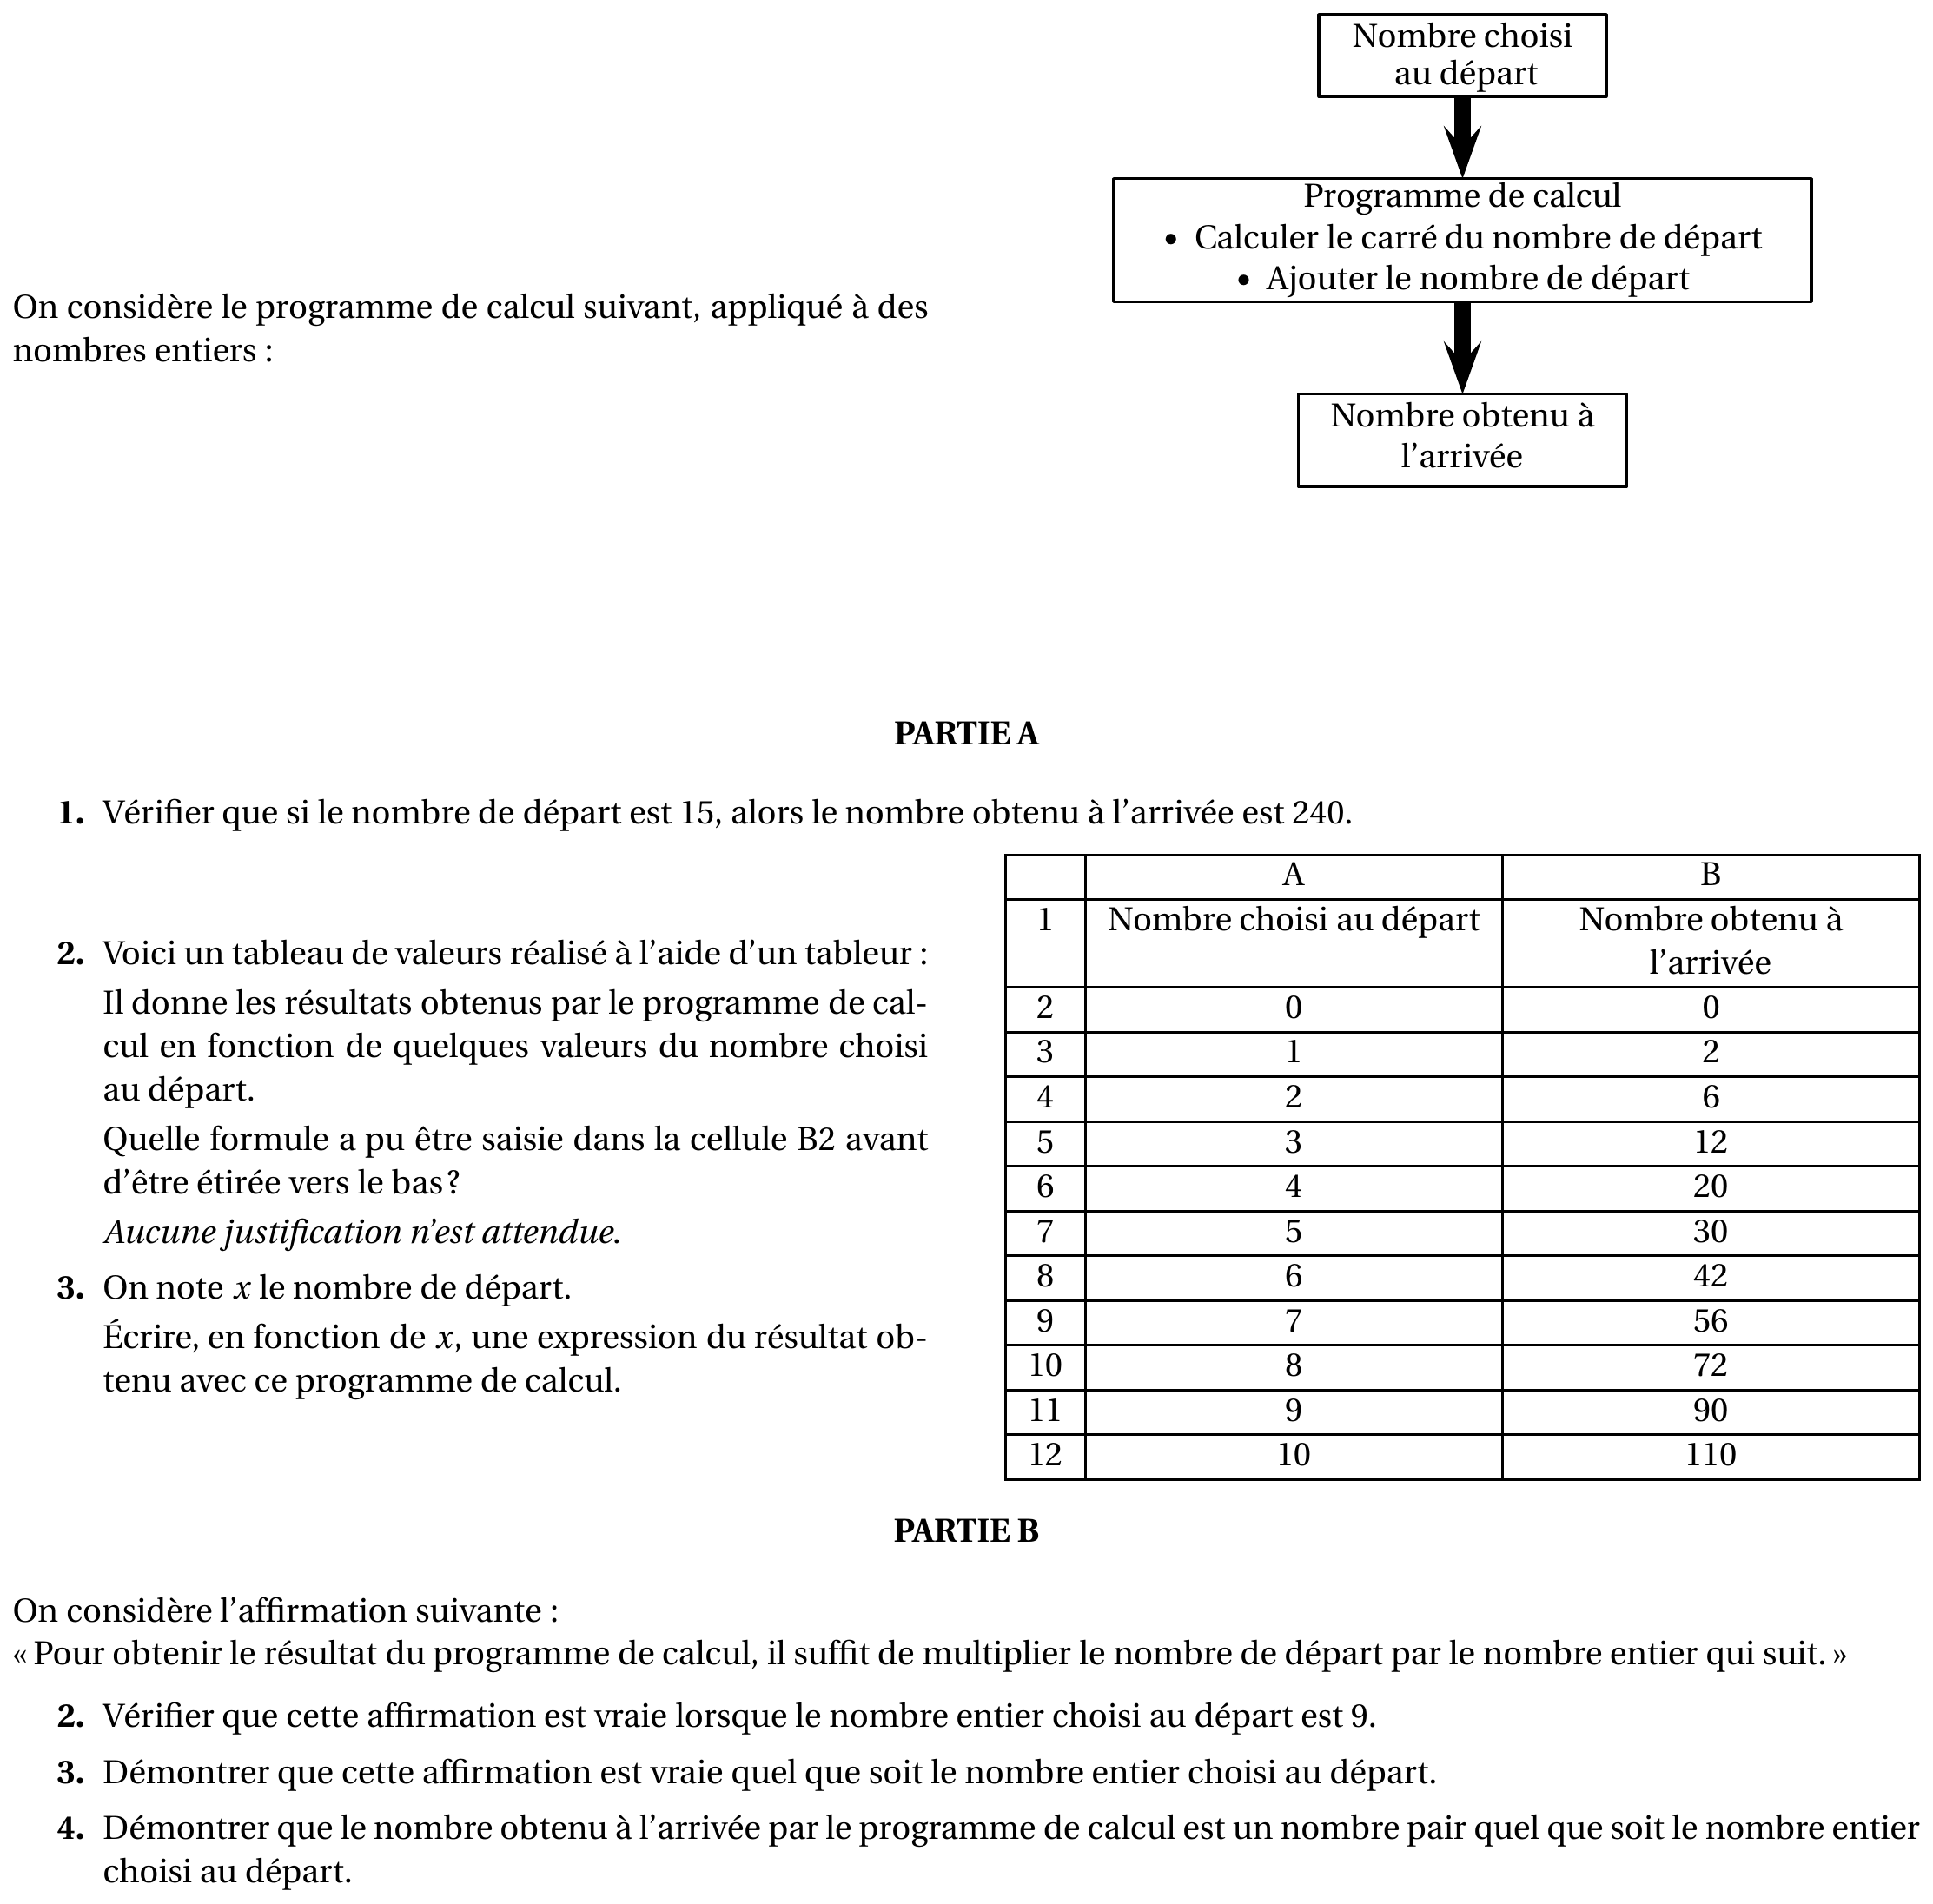 Nombre choisi
au départ
Programme de calcul
• Calculer le carré du nombre de départ
• Ajouter le nombre de départ
On considère le programme de calcul suivant, appliqué à des
nombres entiers :
Nombre obtenu à
l'arrivée
PARTIE A
1. Vérifier que si le nombre de départ est 15, alors le nombre obtenu à l'arrivée est 240.
2. Voici un tableau de valeurs réalisé à l'aide d'un tableur :
Il donne les résultats obtenus par le programme de cal-
cul en fonction de quelques valeurs du nombre choisi
au départ.
Quelle formule a pu être saisie dans la cellule B2 avant
d'être étirée vers le bas ?
Aucune justification n'est attendue.
3. On note x le nombre de départ.
Écrire, en fonction de x, une expression du résultat ob-
tenu avec ce programme de calcul.
A B
1 Nombre choisi au départ Nombre obtenu à
l'arrivée
2 0 0
3 1 2
4 2 6
5 3 12
6 4 20
7 5 30
8 6 42
9 7 56
10 8 72
11 9 90
12 10 110
PARTIE B
On considère l'affirmation suivante :
« Pour obtenir le résultat du programme de calcul, il suffit de multiplier le nombre de départ par le nombre entier qui suit. »
2. Vérifier que cette affirmation est vraie lorsque le nombre entier choisi au départ est 9.
3. Démontrer que cette affirmation est vraie quel que soit le nombre entier choisi au départ.
4. Démontrer que le nombre obtenu à l'arrivée par le programme de calcul est un nombre pair quel que soit le nombre entier
choisi au départ.